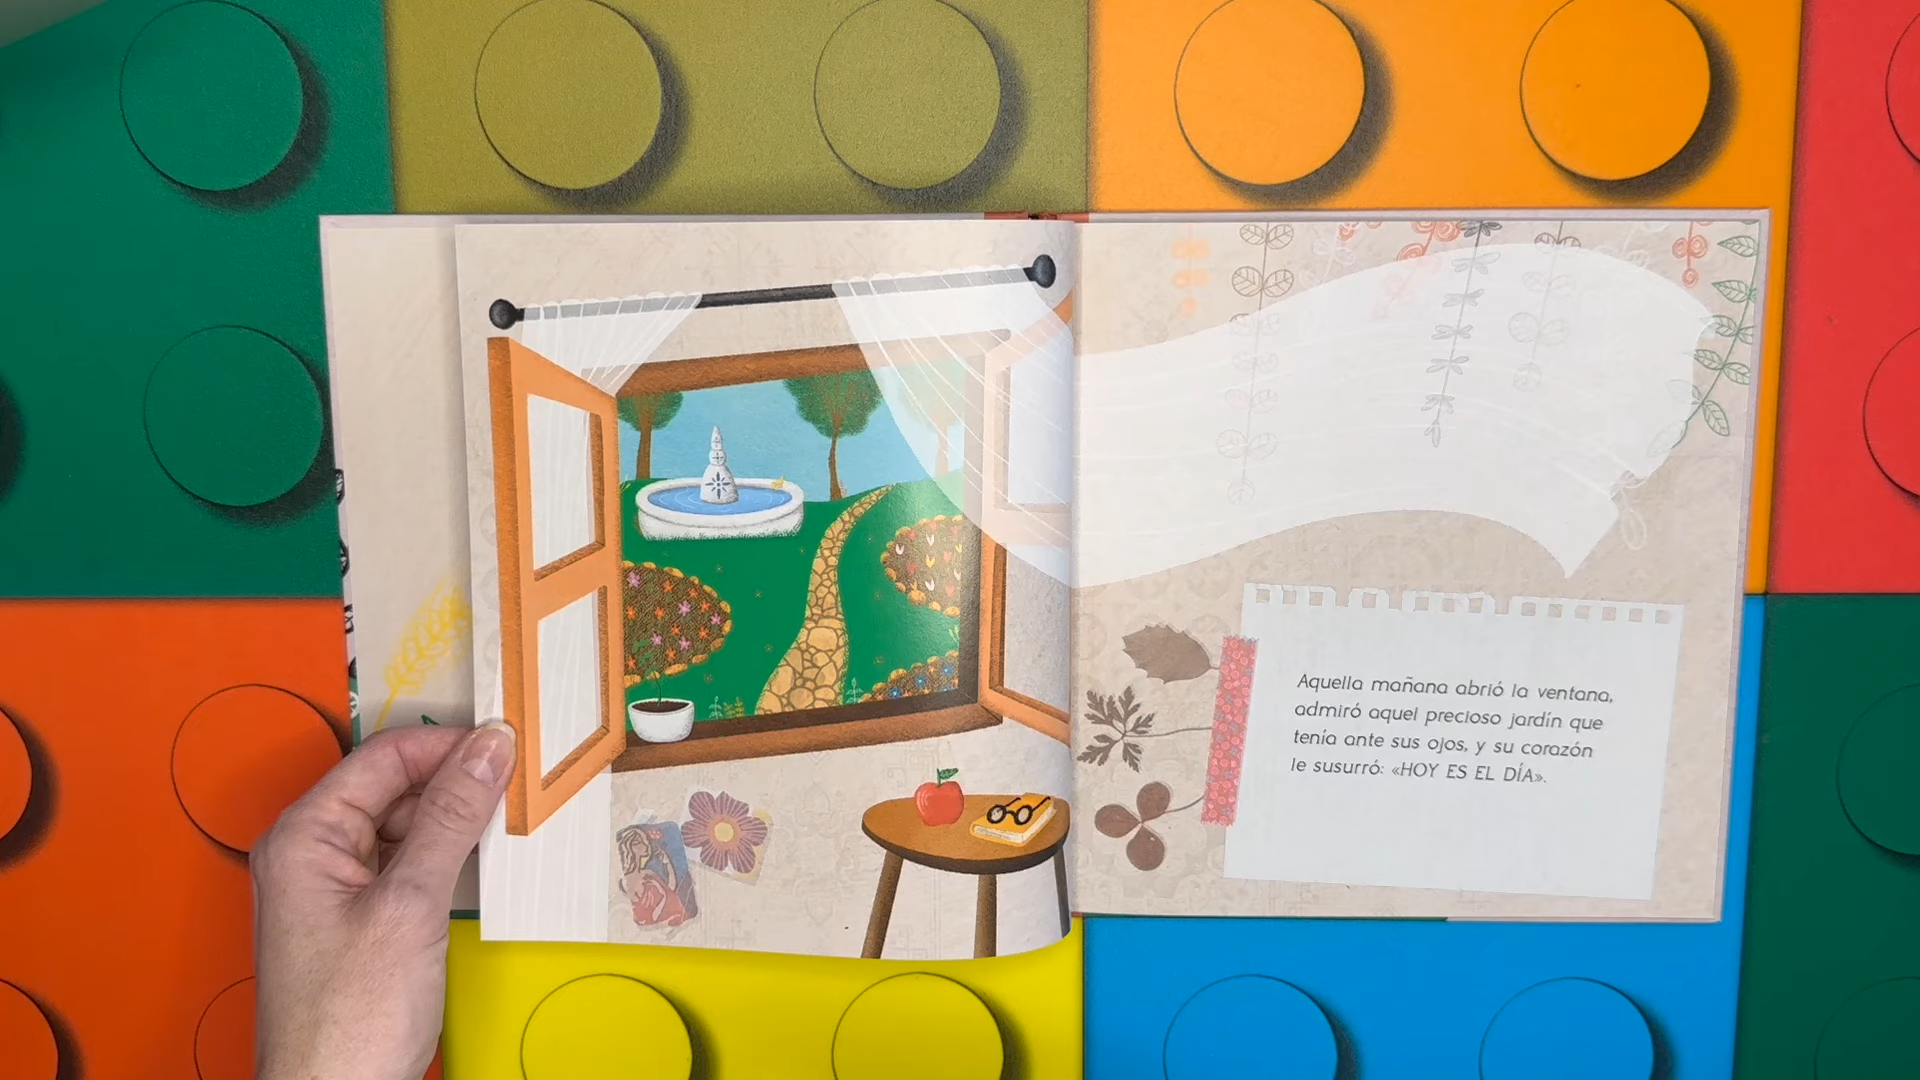 Aquella mañana abrió la ventana,
admiró aquel precioso jardín que
tenía ante sus ojos, y su corazón
le susurró: «HOY ES EL DÍA».